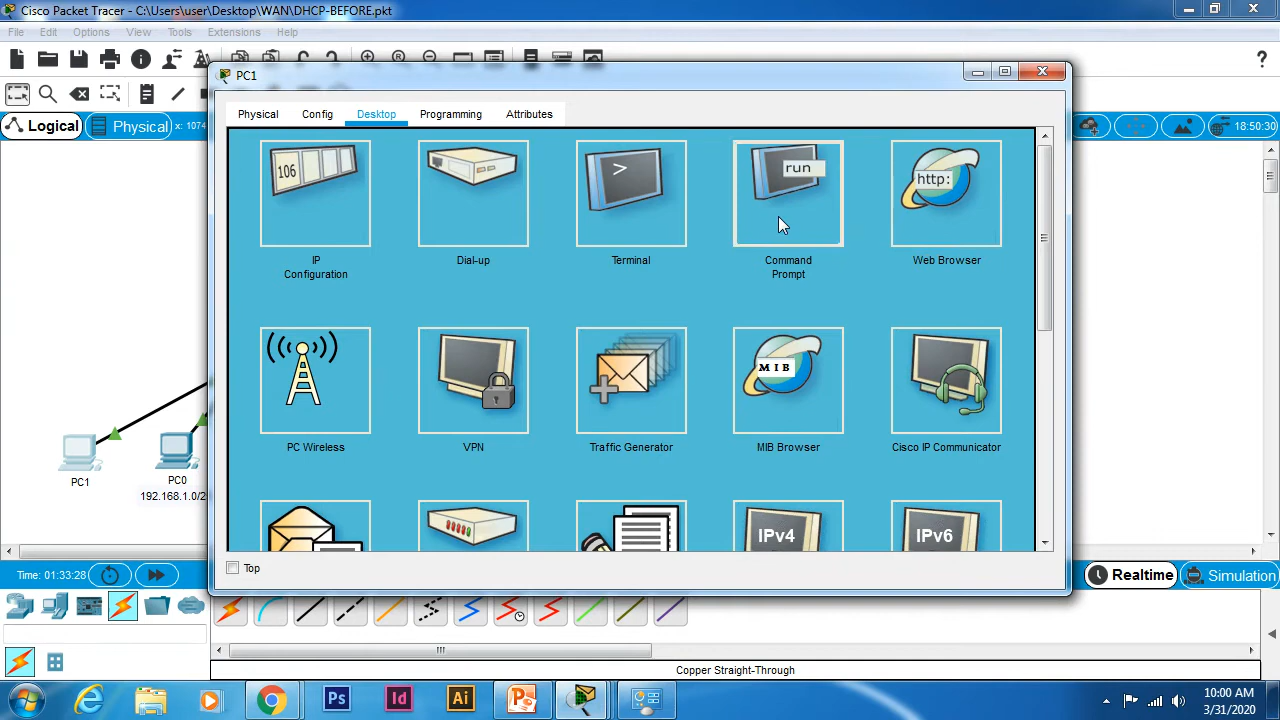 Cisco Packet Tracer - C:\Users\user\Desktop\WAN\DHCP-BEFORE.pkt
File Edit Options View Tools Extensions Help
PC1
Physical Config Desktop Programming Attributes
Logical
Physical
x: 1074
18:50:30
106
>
run
http:
IP
Configuration
Dial-up
Terminal
Command
Prompt
Web Browser
MIB
PC Wireless
VPN
Traffic Generator
MIB Browser
Cisco IP Communicator
IPv4
IPv6
PC1
PC0
192.168.1.0/2
Top
Time: 01:33:28
Realtime
Simulation
Copper Straight-Through
Ps
Id
Ai
10:00 AM
3/31/2020